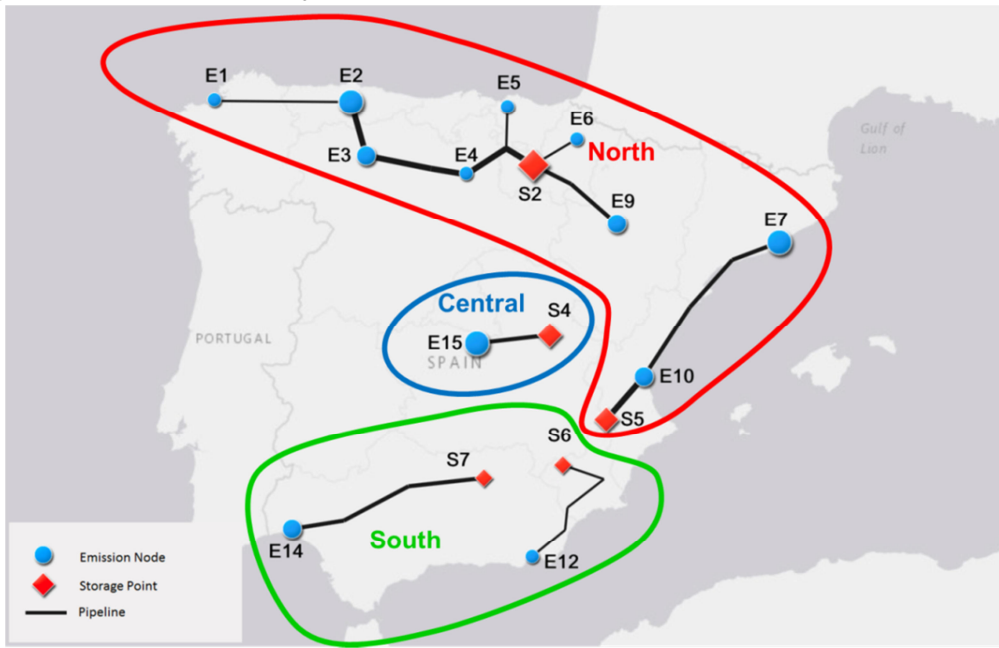 E1
E2
E5
Gulf of
Lion
E6
E3
E4
North
S2
E9
E7
Central
S4
PORTUGAL
E15
SPAIN
E10
S5
S6
S7
South
E14
E12
Emission Node
Storage Point
Pipeline